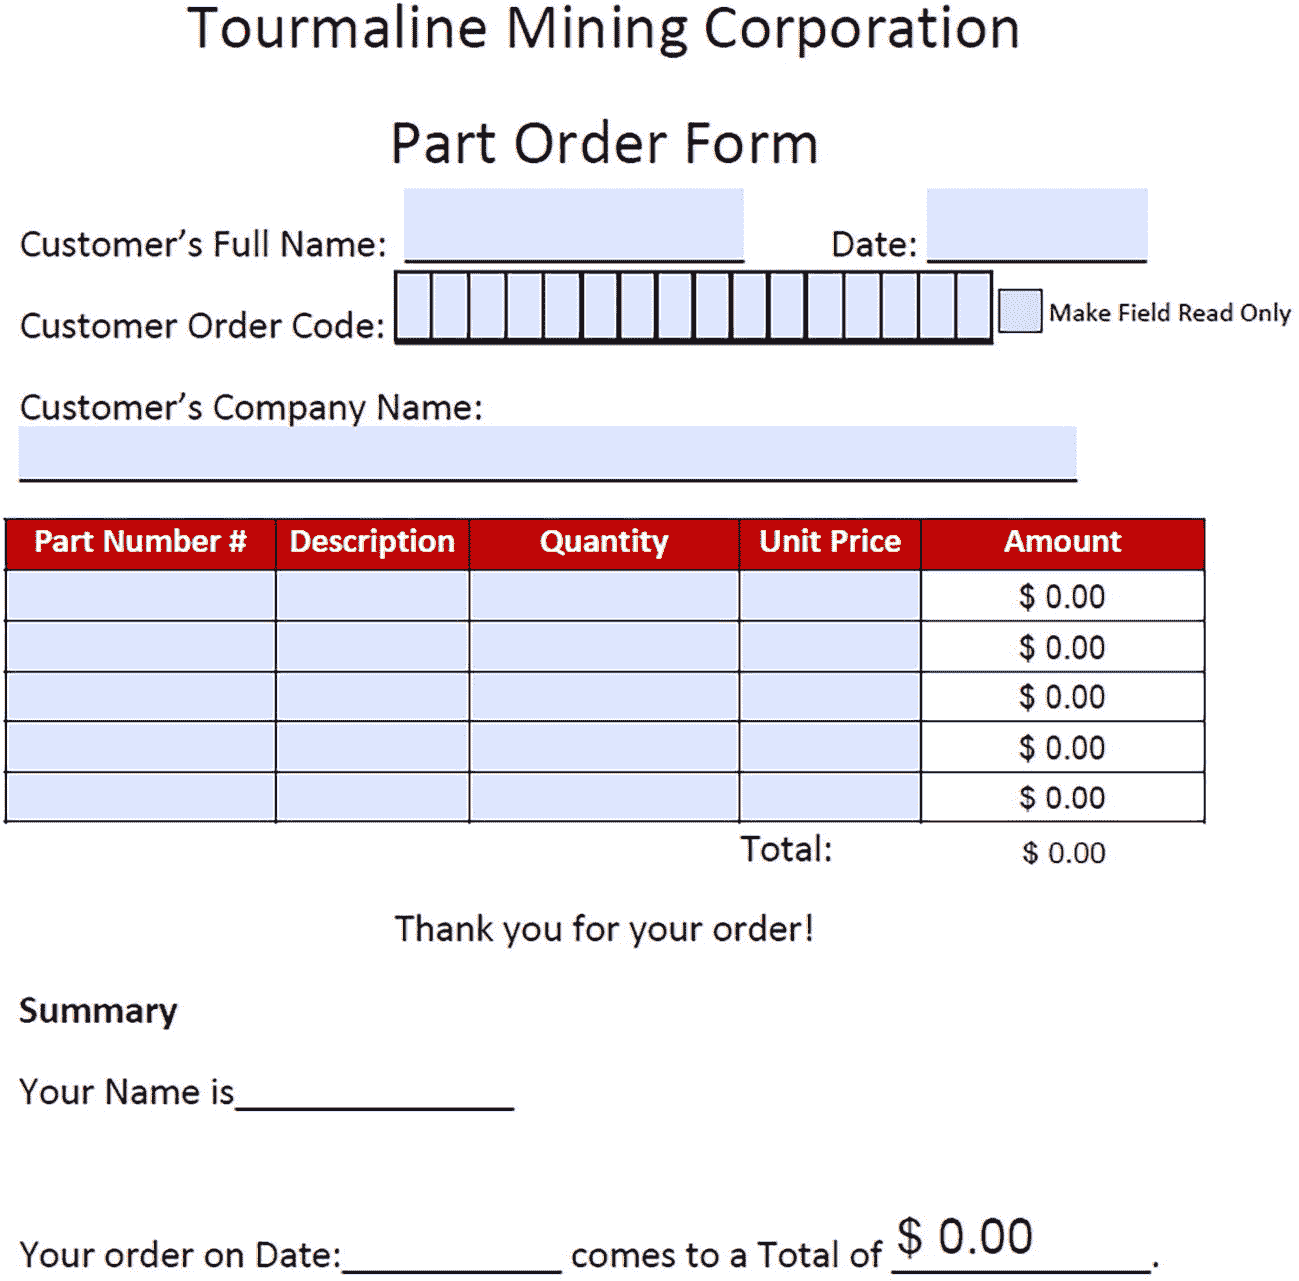 Tourmaline Mining Corporation
Part Order Form
Customer’s Full Name: Date:
Customer Order Code: Make Field Read Only
Customer’s Company Name:
Part Number # Description Quantity Unit Price Amount
$ 0.00
$ 0.00
$ 0.00
$ 0.00
$ 0.00
Total: $ 0.00
Thank you for your order!
Summary
Your Name is
Your order on Date: comes to a Total of $ 0.00.